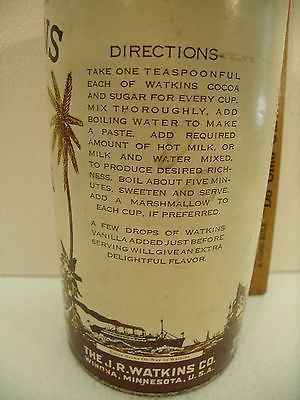 NS
DIRECTIONS
TAKE ONE TEASPOONFUL
EACH OF WATKINS COCOA
AND SUGAR FOR EVERY CUP.
MIX THOROUGHLY, ADD
BOILING WATER TO MAKE
A PASTE. ADD REQUIRED
AMOUNT OF HOT MILK, OR
MILK AND WATER MIXED,
TO PRODUCE DESIRED RICH-
NESS. BOIL ABOUT FIVE MIN-
UTES, SWEETEN AND SERVE.
ADD A MARSHMALLOW TO
EACH CUP, IF PREFERRED.
A FEW DROPS OF WATKINS
VANILLA ADDED JUST BEFORE
SERVING WILL GIVE AN EXTRA
DELIGHTFUL FLAVOR.
THE J.R. WATKINS CO.
WINONA, MINNESOTA, U.S.A.